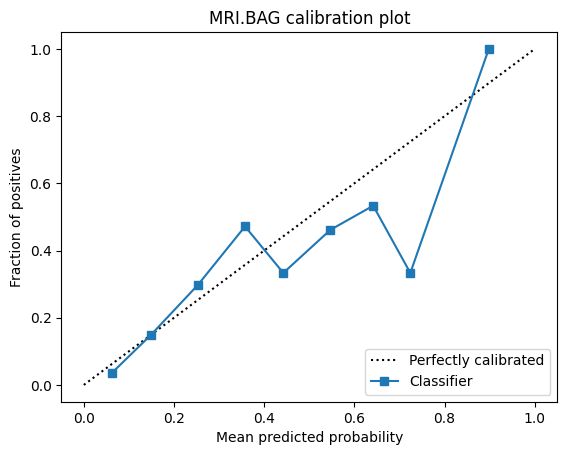 MRI.BAG calibration plot
1.0
0.8
0.6
0.4
0.2
0.0
Fraction of positives
Perfectly calibrated
Classifier
0.0 0.2 0.4 0.6 0.8 1.0
Mean predicted probability